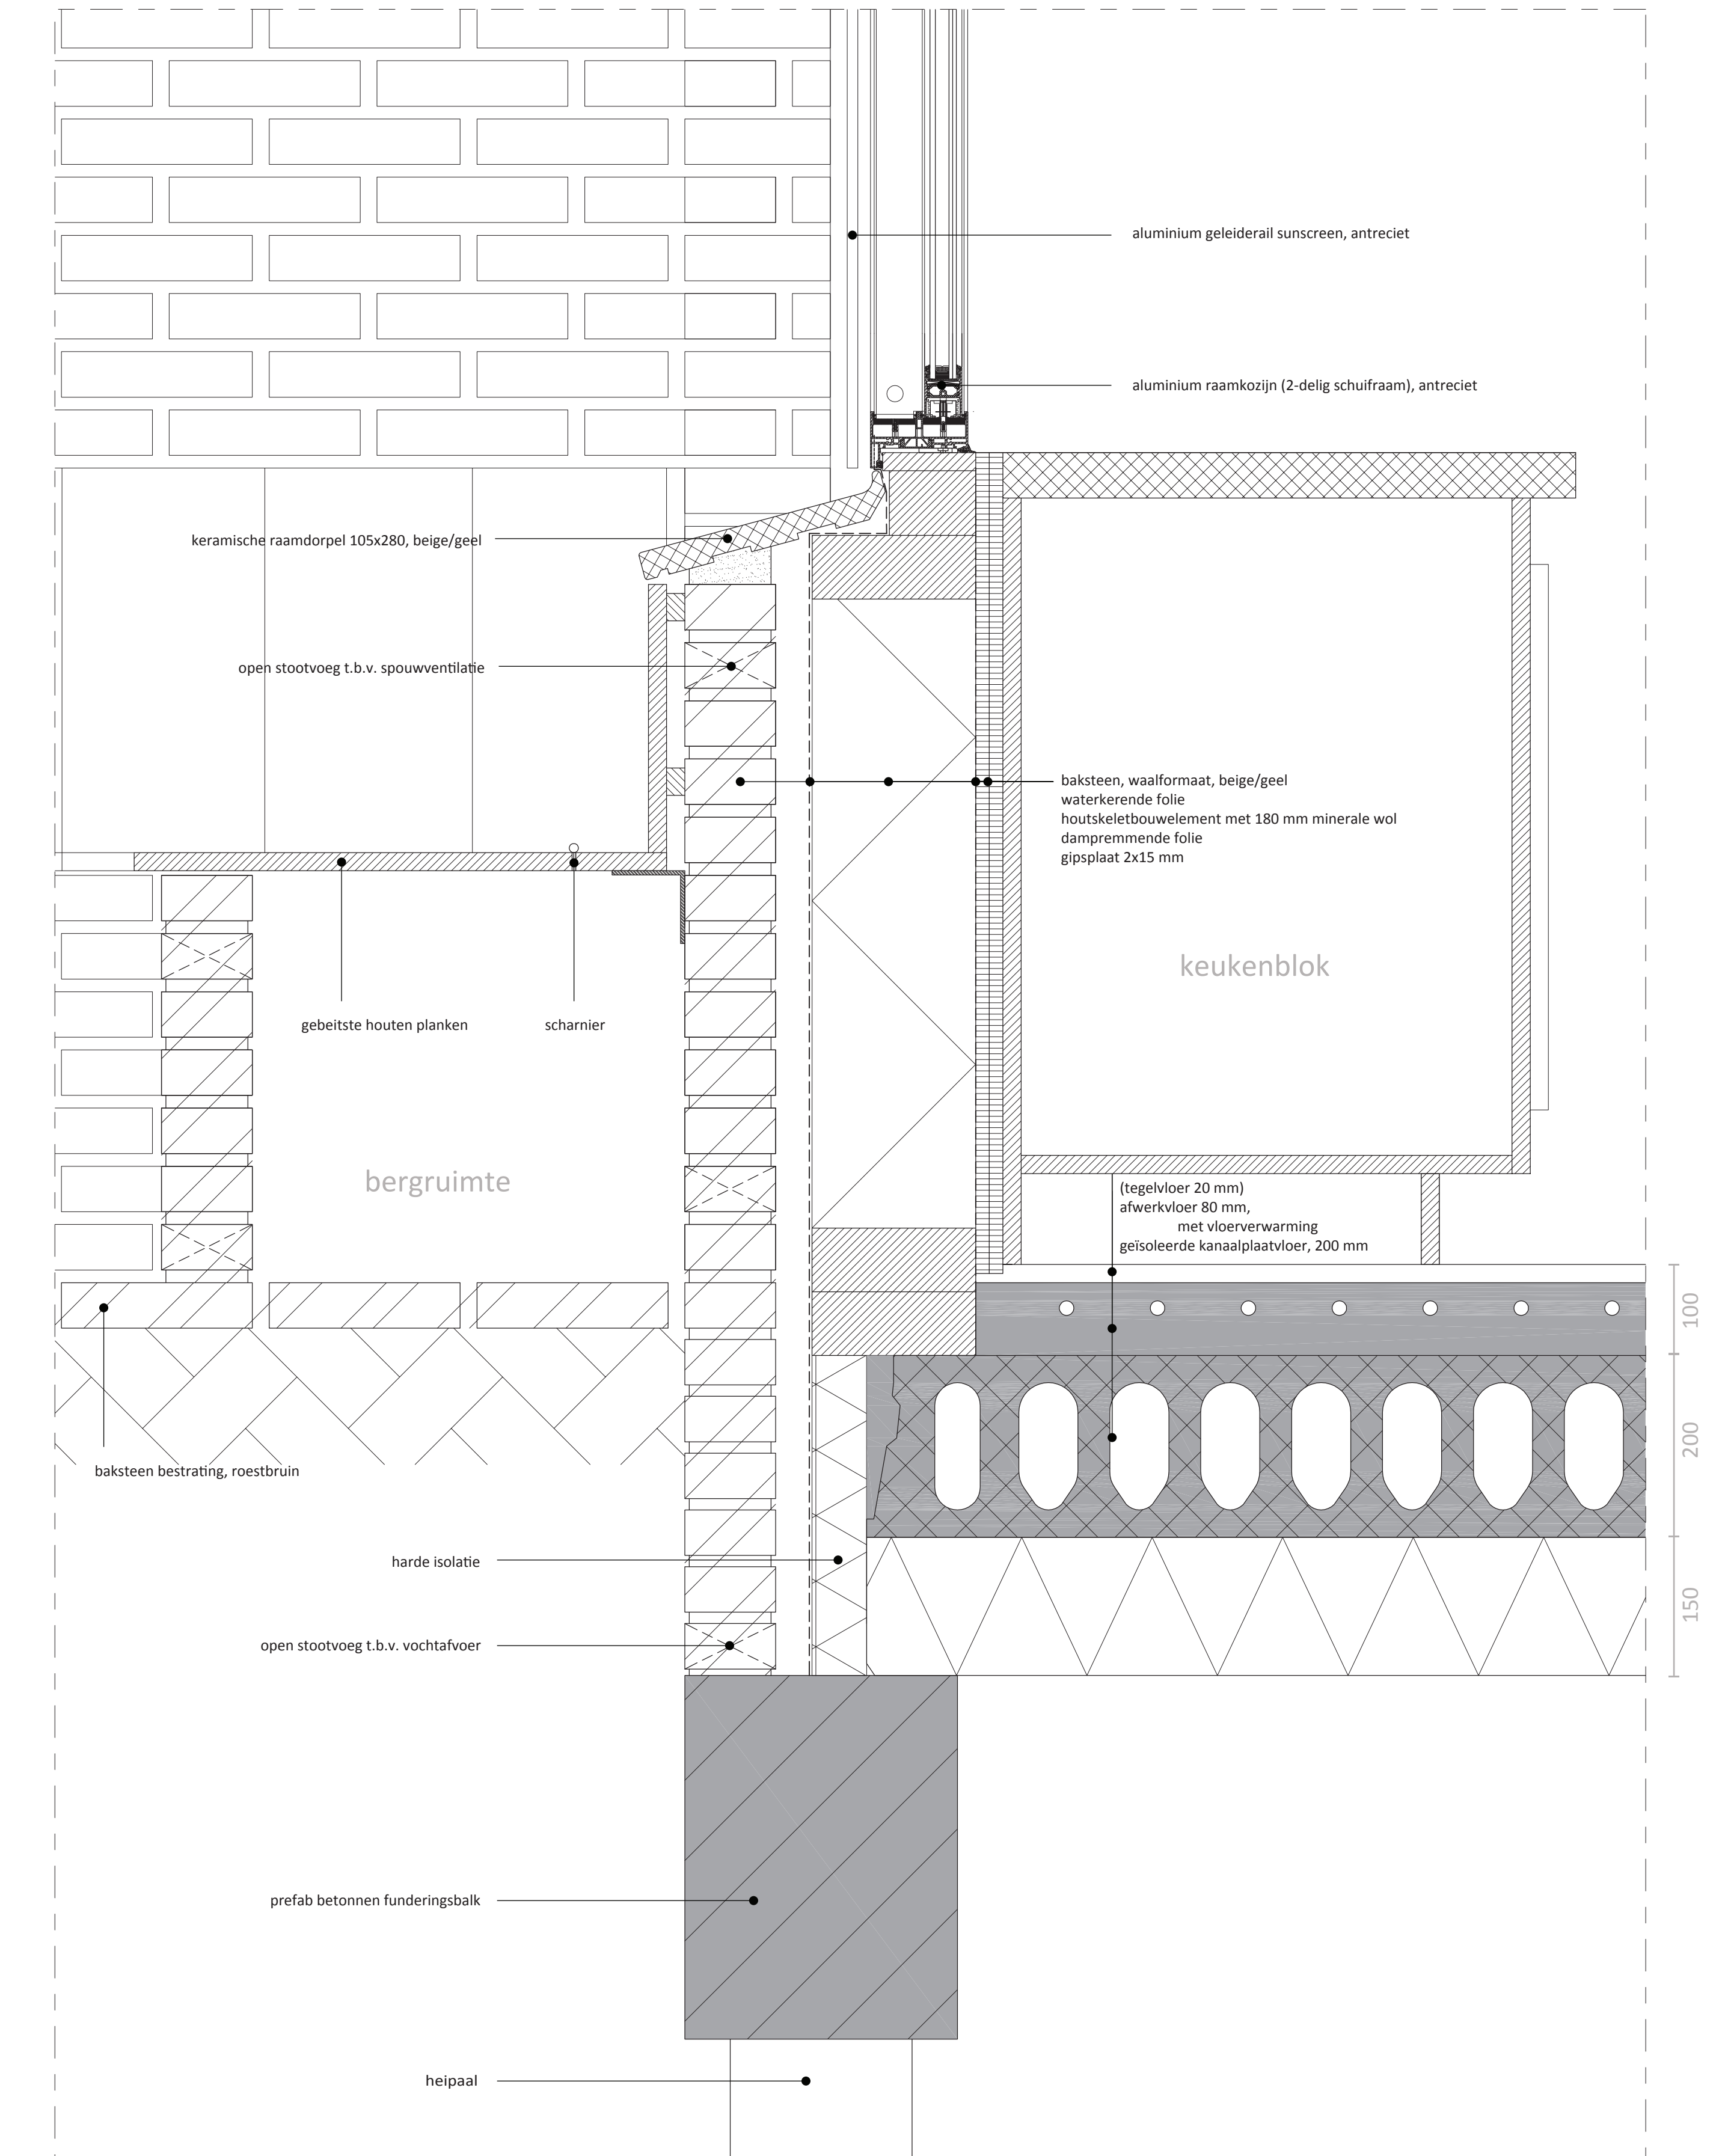 aluminium geleiderail sunscreen, antreciet
aluminium raamkozijn (2-delig schuifraam), antreciet
keramische raamdorpel 105x280, beige/geel
open stootvoeg t.b.v. spouwventilatie
baksteen, waalformaat, beige/geel
waterkerende folie
houtskeletbouwelement met 180 mm minerale wol
dampremmende folie
gipsplaat 2x15 mm
keukenblok
gebeitste houten planken
scharnier
bergruimte
(tegelvloer 20 mm)
afwerkvloer 80 mm,
met vloerverwarming
geïsoleerde kanaalplaatvloer, 200 mm
100
200
150
baksteen bestrating, roestbruin
harde isolatie
open stootvoeg t.b.v. vochtafvoer
prefab betonnen funderingsbalk
heipaal